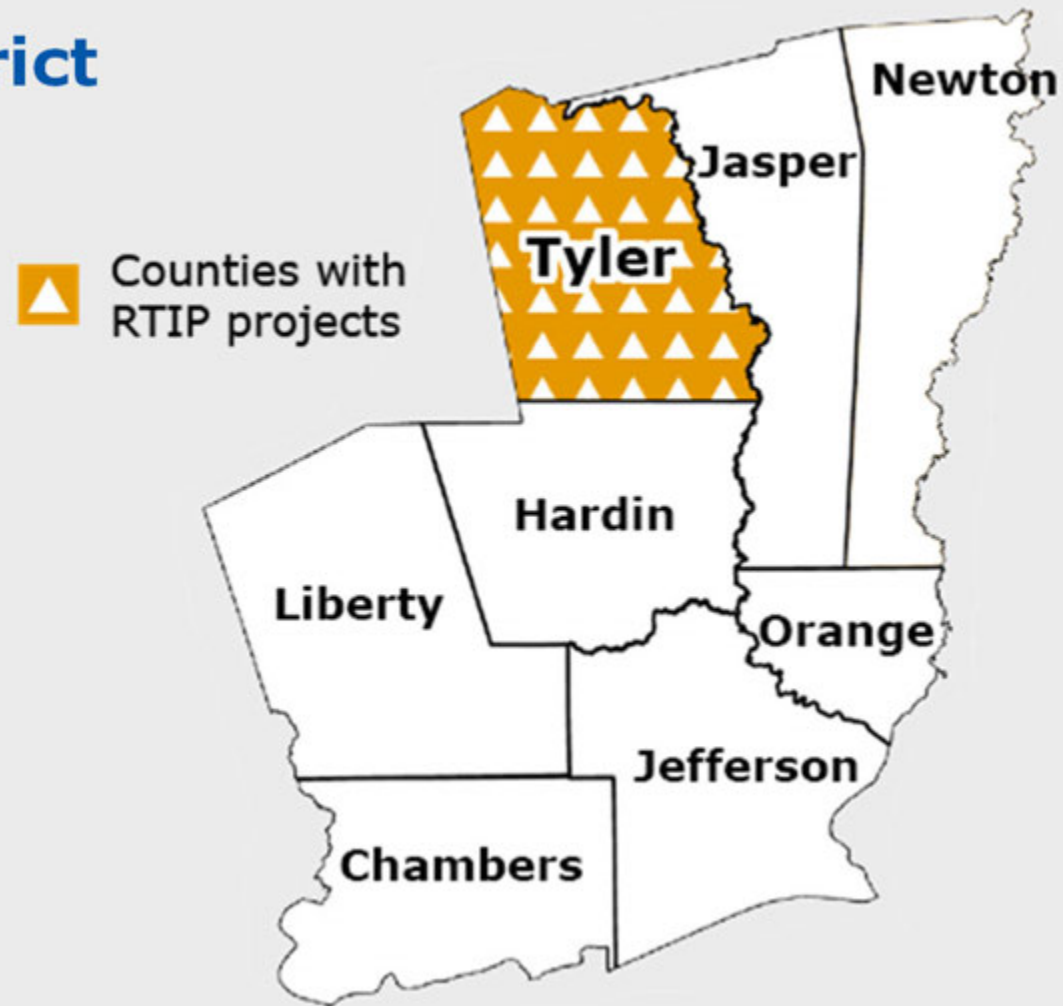 rict
Newton
Jasper
Tyler
Counties with
RTIP projects
Hardin
Liberty
Orange
Jefferson
Chambers